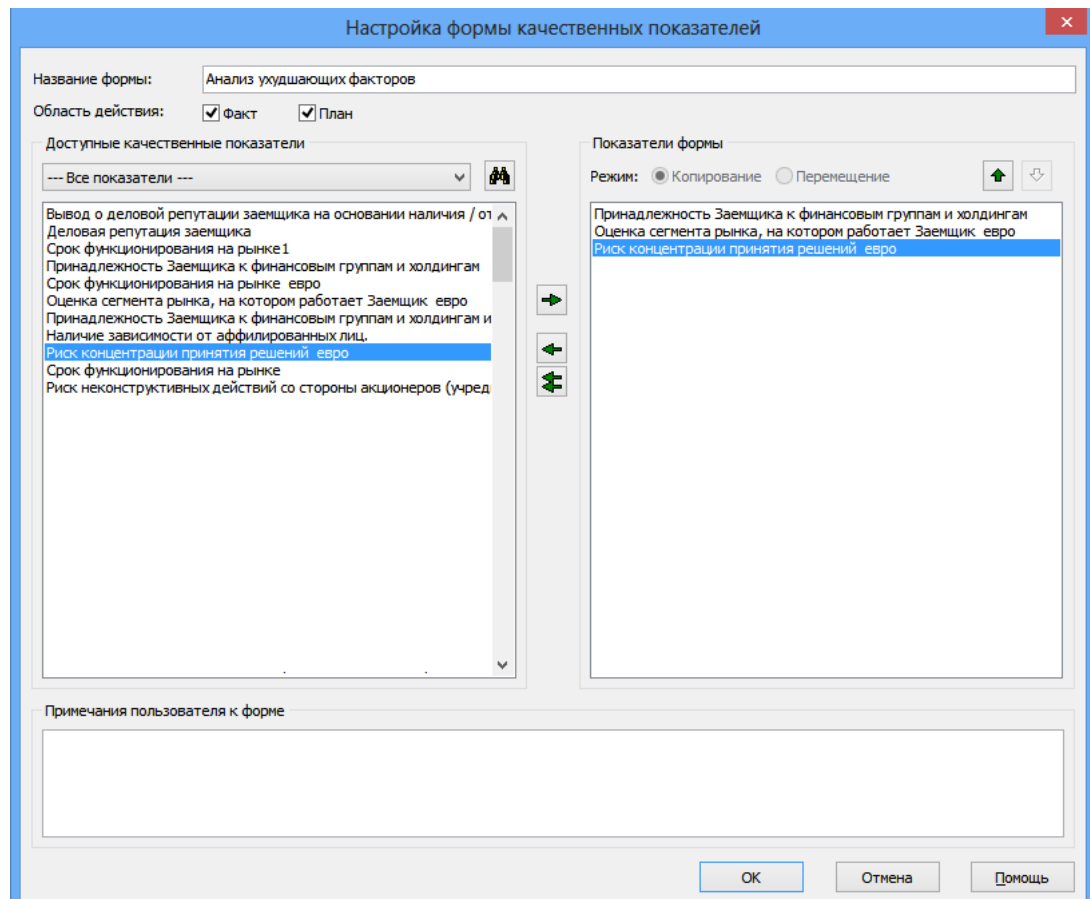 Настройка формы качественных показателей
Название формы: Анализ ухудшающих факторов
Область действия: Факт План
Доступные качественные показатели
--- Все показатели ---
Вывод о деловой репутации заемщика на основании наличия / от
Деловая репутация заемщика
Срок функционирования на рынке1
Принадлежность Заемщика к финансовым группам и холдингам
Срок функционирования на рынке евро
Оценка сегмента рынка, на котором работает Заемщик евро
Принадлежность Заемщика к финансовым группам и холдингам и
Наличие зависимости от аффилированных лиц.
Риск концентрации принятия решений евро
Срок функционирования на рынке
Риск неконструктивных действий со стороны акционеров (учред
Показатели формы
Режим: Копирование Перемещение
Принадлежность Заемщика к финансовым группам и холдингам
Оценка сегмента рынка, на котором работает Заемщик евро
Риск концентрации принятия решений евро
Примечания пользователя к форме
OK Отмена Помощь